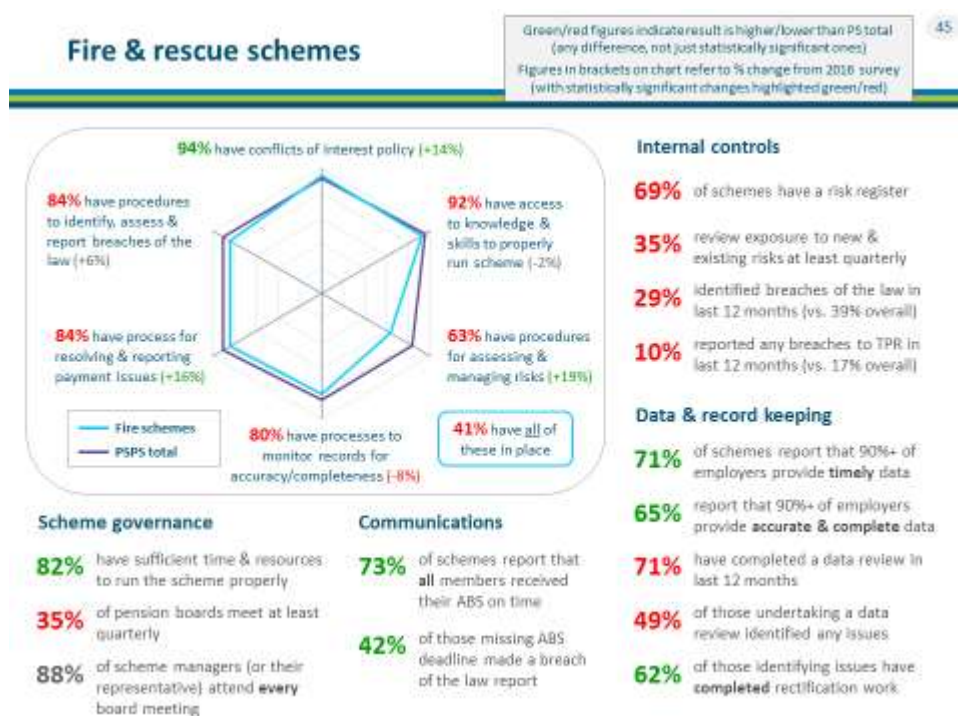 45
Fire & rescue schemes
Green/red figures indicate result is higher/lower than PS total
(any difference, not just statistically significant ones)
Figures in brackets on chart refer to % change from 2016 survey
(with statistically significant changes highlighted green/red)
94% have conflicts of interest policy (+14%)
84% have procedures
to identify, assess &
report breaches of the
law (+6%)
92% have access
to knowledge &
skills to properly
run scheme (-2%)
84% have process for
resolving & reporting
payment issues (+16%)
63% have procedures
for assessing &
managing risks (+19%)
Fire schemes
PSPS total
80% have processes to
monitor records for
accuracy/completeness (-8%)
41% have all of
these in place
Internal controls
69% of schemes have a risk register
35% review exposure to new &
existing risks at least quarterly
29% identified breaches of the law in
last 12 months (vs. 39% overall)
10% reported any breaches to TPR in
last 12 months (vs. 17% overall)
Data & record keeping
71% of schemes report that 90%+ of
employers provide timely data
65% report that 90%+ of employers
provide accurate & complete data
71% have completed a data review in
last 12 months
49% of those undertaking a data
review identified any issues
62% of those identifying issues have
completed rectification work
Scheme governance
82% have sufficient time & resources
to run the scheme properly
35% of pension boards meet at least
quarterly
88% of scheme managers (or their
representative) attend every
board meeting
Communications
73% of schemes report that
all members received
their ABS on time
42% of those missing ABS
deadline made a breach
of the law report